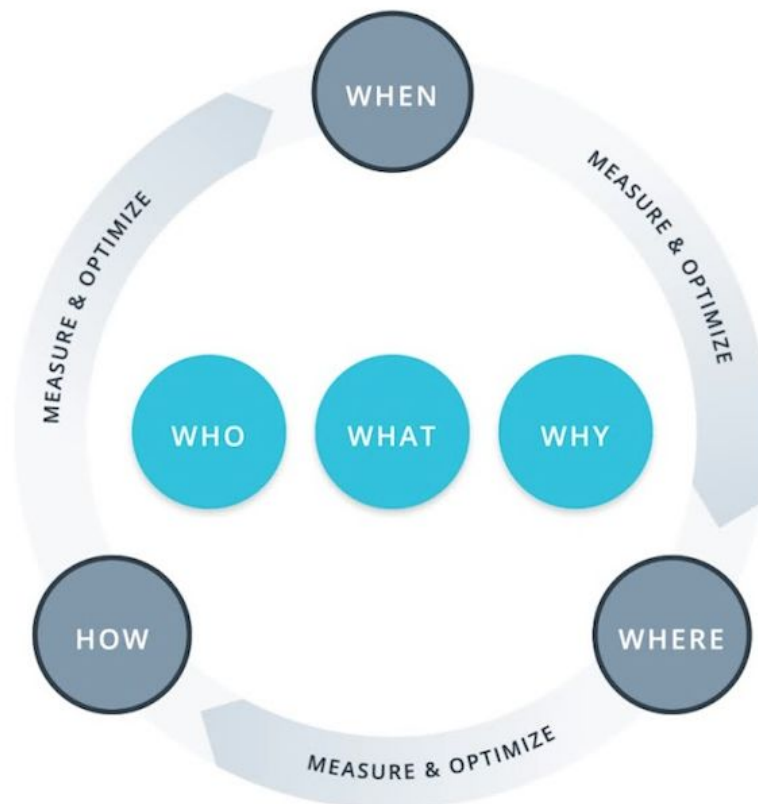 WHEN
MEASURE & OPTIMIZE
MEASURE & OPTIMIZE
WHO
WHAT
WHY
HOW
WHERE
MEASURE & OPTIMIZE